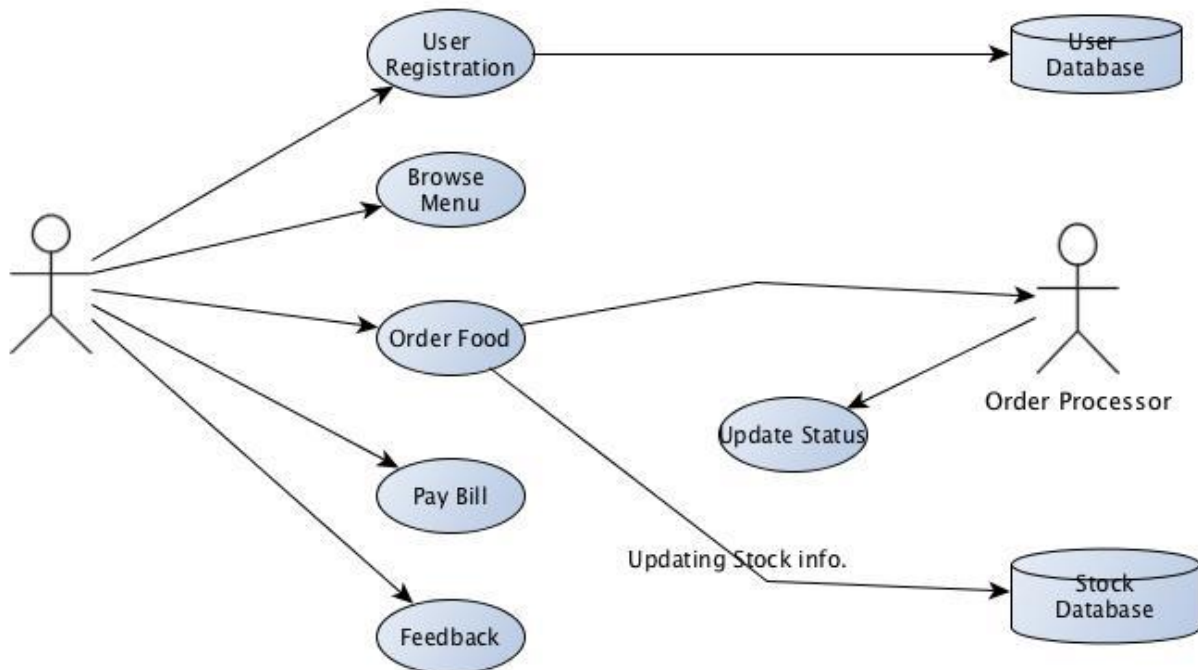 User
Registration
User
Database
Browse
Menu
Order Food
Order Processor
Update Status
Pay Bill
Updating Stock info.
Stock
Database
Feedback